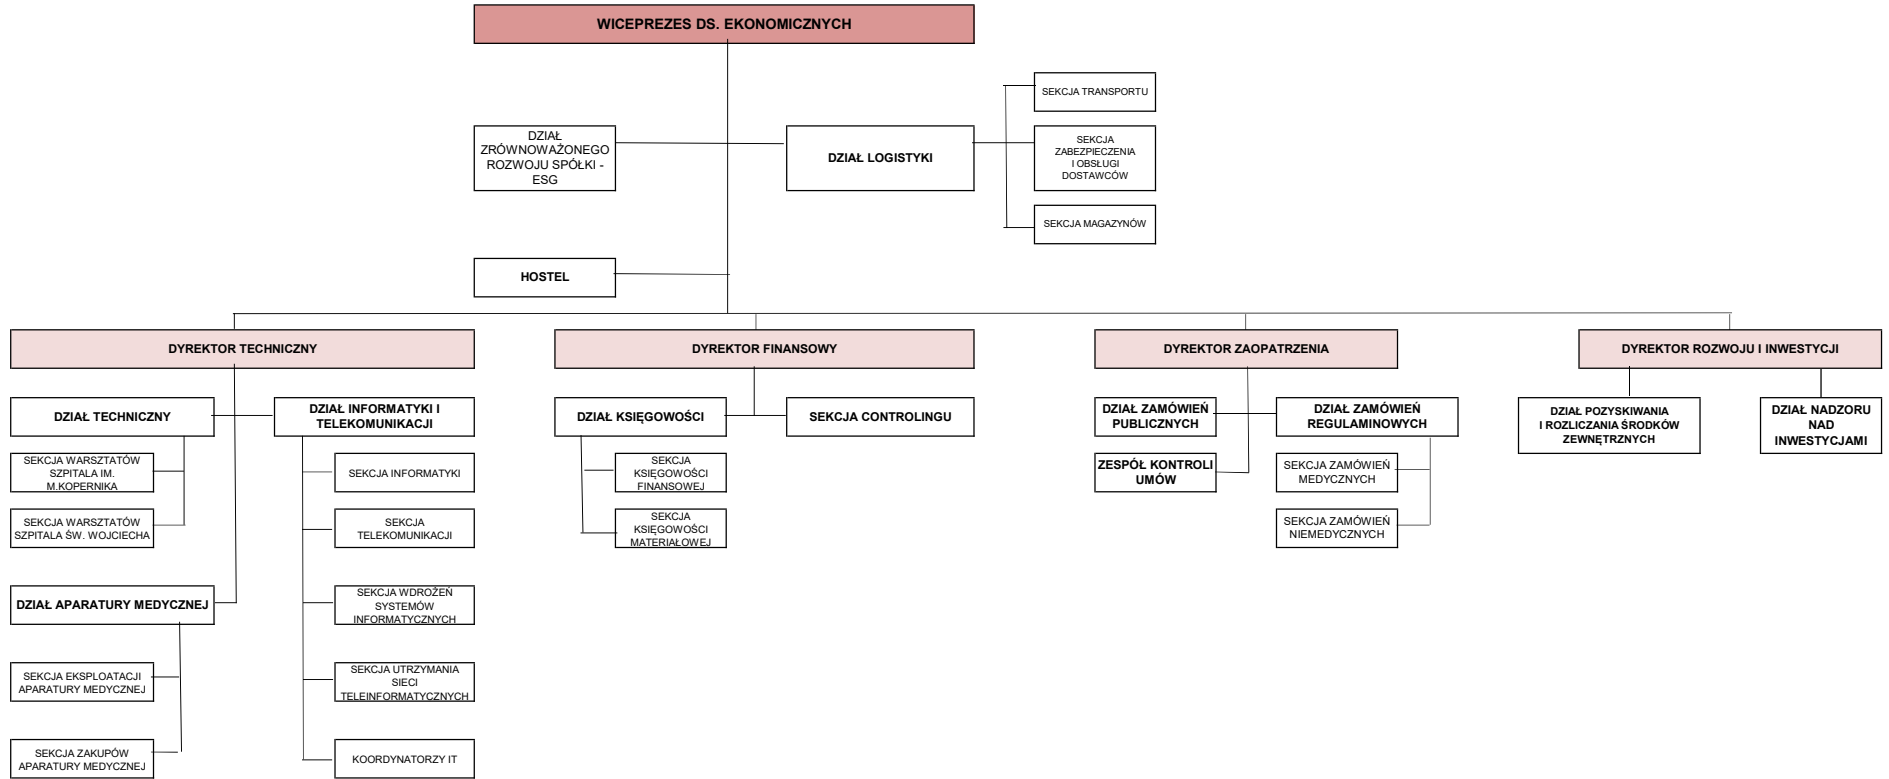 WICEPREZES DS. EKONOMICZNYCH
SEKCJA TRANSPORTU
DZIAŁ
ZRÓWNOWAŻONEGO
ROZWOJU SPÓŁKI -
ESG
DZIAŁ LOGISTYKI
SEKCJA
ZABEZPIECZENIA
I OBSŁUGI
DOSTAWCÓW
SEKCJA MAGAZYNÓW
HOSTEL
DYREKTOR TECHNICZNY
DYREKTOR FINANSOWY
DYREKTOR ZAOPATRZENIA
DYREKTOR ROZWOJU I INWESTYCJI
DZIAŁ TECHNICZNY
DZIAŁ INFORMATYKI I
TELEKOMUNIKACJI
DZIAŁ KSIĘGOWOŚCI
SEKCJA CONTROLINGU
DZIAŁ ZAMÓWIEŃ
PUBLICZNYCH
DZIAŁ ZAMÓWIEŃ
REGULAMINOWYCH
DZIAŁ POZYSKIWANIA
I ROZLICZANIA ŚRODKÓW
ZEWNĘTRZNYCH
DZIAŁ NADZORU
NAD
INWESTYCJAMI
SEKCJA WARSZTATÓW
SZPITALA IM.
M.KOPERNIKA
SEKCJA INFORMATYKI
SEKCJA
KSIĘGOWOŚCI
FINANSOWEJ
ZESPÓŁ KONTROLI
UMÓW
SEKCJA ZAMÓWIEŃ
MEDYCZNYCH
SEKCJA WARSZTATÓW
SZPITALA ŚW. WOJCIECHA
SEKCJA
TELEKOMUNIKACJI
SEKCJA
KSIĘGOWOŚCI
MATERIAŁOWEJ
SEKCJA ZAMÓWIEŃ
NIEMEDYCZNYCH
DZIAŁ APARATURY MEDYCZNEJ
SEKCJA WDROŻEŃ
SYSTEMÓW
INFORMATYCZNYCH
SEKCJA EKSPLOATACJI
APARATURY MEDYCZNEJ
SEKCJA UTRZYMANIA
SIECI
TELEINFORMATYCZNYCH
SEKCJA ZAKUPÓW
APARATURY MEDYCZNEJ
KOORDYNATORZY IT